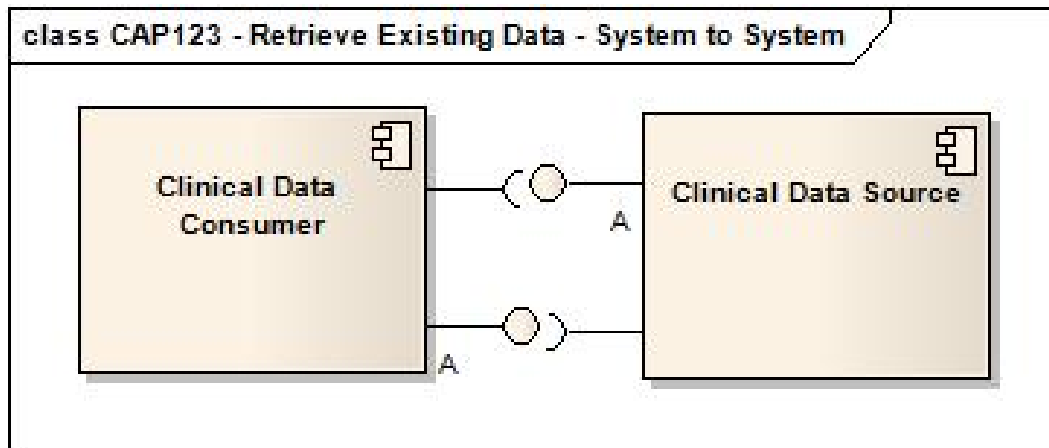 class CAP123 - Retrieve Existing Data - System to System
Clinical Data
Consumer
Clinical Data Source
A
A